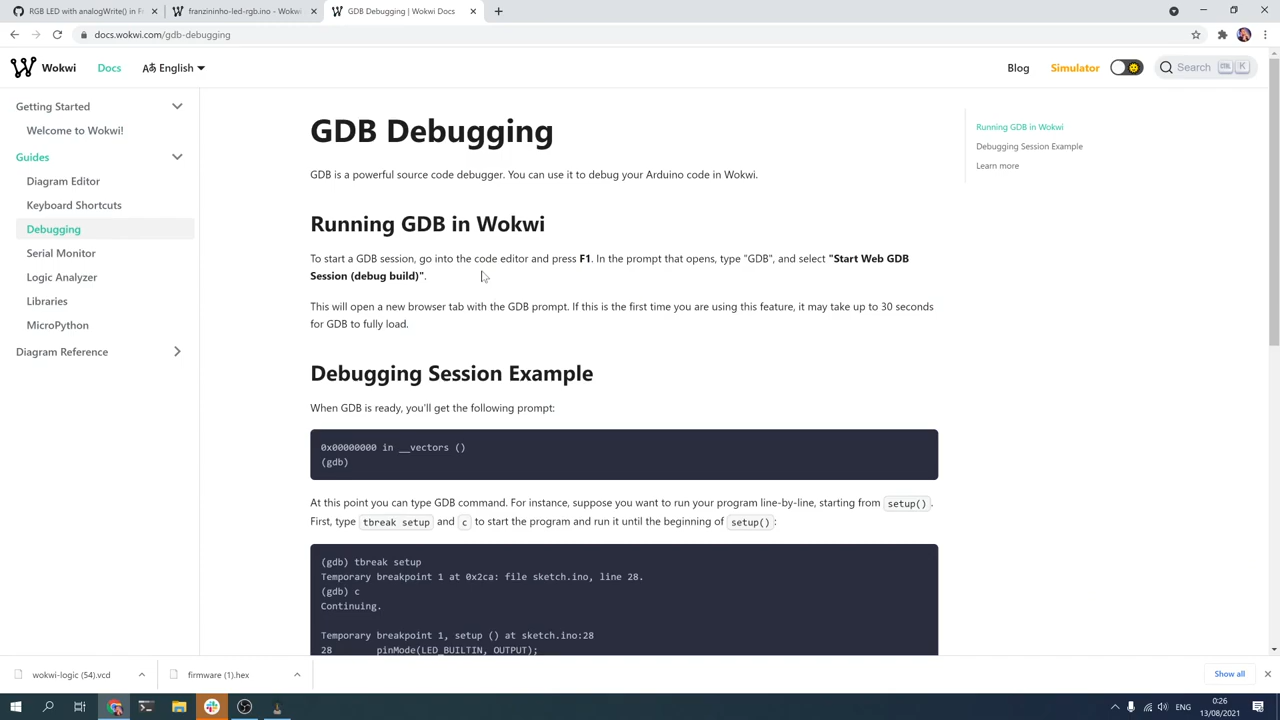 RGB LED with analogWrite() in F
franzininho-led-rgb.ino - Wokwi
GDB Debugging | Wokwi Docs
docs.wokwi.com/gdb-debugging
Wokwi
Docs
English
Blog
Simulator
Search
CTRL
K
Getting Started
Welcome to Wokwi!
Guides
Diagram Editor
Keyboard Shortcuts
Debugging
Serial Monitor
Logic Analyzer
Libraries
MicroPython
Diagram Reference
GDB Debugging
GDB is a powerful source code debugger. You can use it to debug your Arduino code in Wokwi.
Running GDB in Wokwi
To start a GDB session, go into the code editor and press F1. In the prompt that opens, type "GDB", and select "Start Web GDB
Session (debug build)".
This will open a new browser tab with the GDB prompt. If this is the first time you are using this feature, it may take up to 30 seconds
for GDB to fully load.
Debugging Session Example
When GDB is ready, you'll get the following prompt:
0x00000000 in __vectors ()
(gdb)
At this point you can type GDB command. For instance, suppose you want to run your program line-by-line, starting from setup().
First, type tbreak setup and c to start the program and run it until the beginning of setup():
(gdb) tbreak setup
Temporary breakpoint 1 at 0x2ca: file sketch.ino, line 28.
(gdb) c
Continuing.
Temporary breakpoint 1, setup () at sketch.ino:28
28 pinMode(LED_BUILTIN, OUTPUT);
Running GDB in Wokwi
Debugging Session Example
Learn more
wokwi-logic (54).vcd
firmware (1).hex
Show all
ENG
0:26
13/08/2021